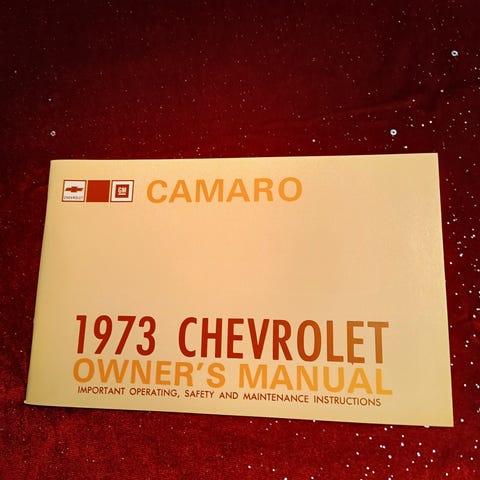 CHEVROLET GM CAMARO
1973 CHEVROLET
OWNER'S MANUAL
IMPORTANT OPERATING, SAFETY AND MAINTENANCE INSTRUCTIONS